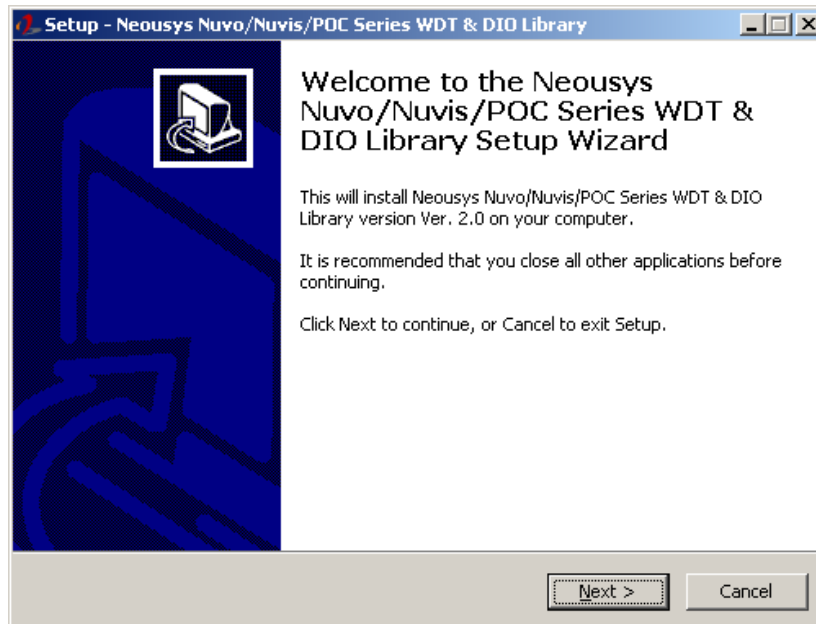 Setup - Neousys Nuvo/Nuvis/POC Series WDT & DIO Library
Welcome to the Neousys
Nuvo/Nuvis/POC Series WDT &
DIO Library Setup Wizard
This will install Neousys Nuvo/Nuvis/POC Series WDT & DIO
Library version Ver. 2.0 on your computer.
It is recommended that you close all other applications before
continuing.
Click Next to continue, or Cancel to exit Setup.
Next >
Cancel